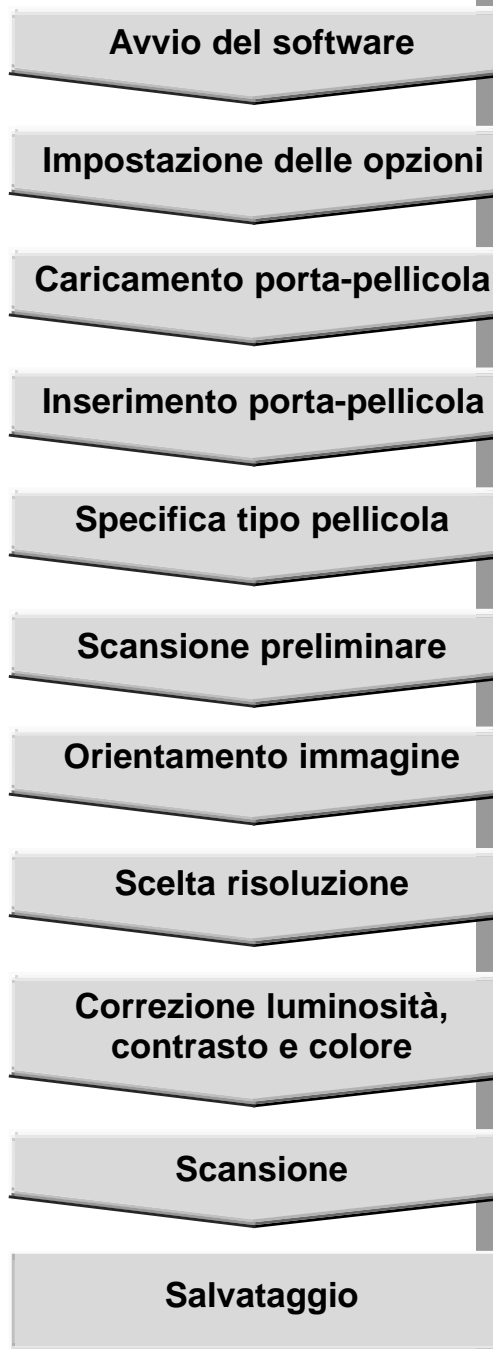 Avvio del software
Impostazione delle opzioni
Caricamento porta-pellicola
Inserimento porta-pellicola
Specifica tipo pellicola
Scansione preliminare
Orientamento immagine
Scelta risoluzione
Correzione luminosità,
contrasto e colore
Scansione
Salvataggio